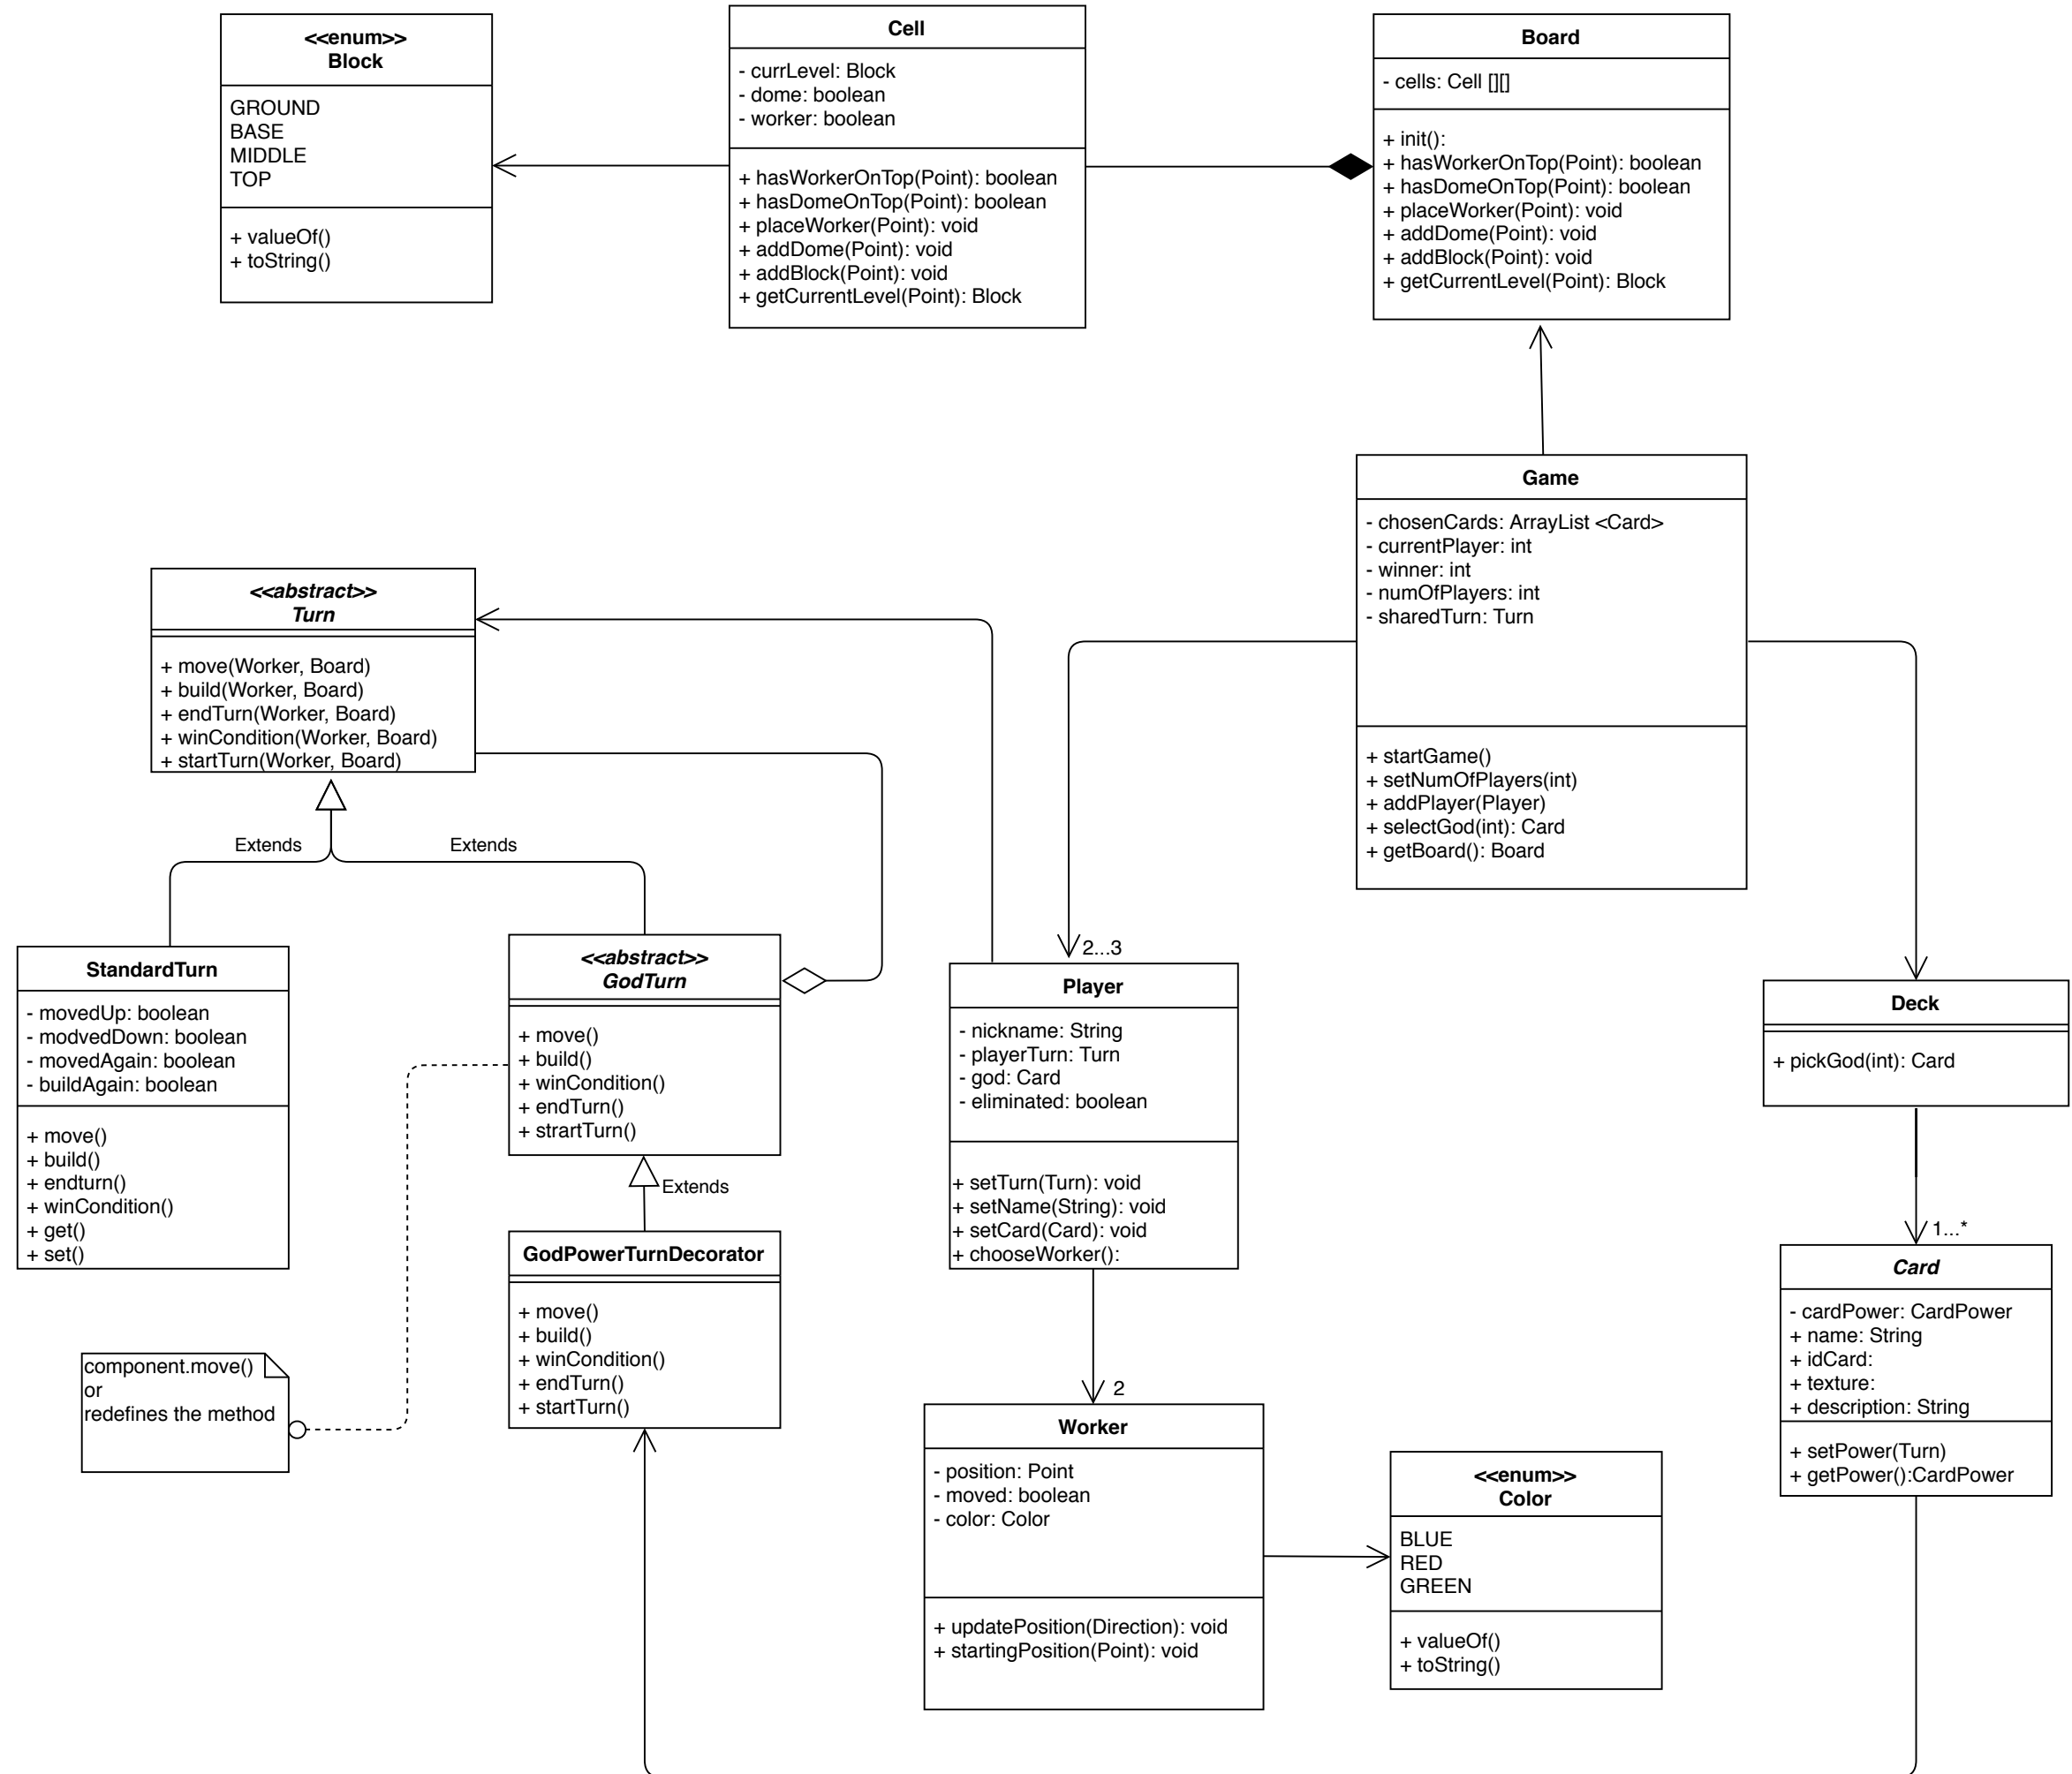 <<enum>>
Block
GROUND
BASE
MIDDLE
TOP
+ valueOf()
+ toString()
Cell
- currLevel: Block
- dome: boolean
- worker: boolean
+ hasWorkerOnTop(Point): boolean
+ hasDomeOnTop(Point): boolean
+ placeWorker(Point): void
+ addDome(Point): void
+ addBlock(Point): void
+ getCurrentLevel(Point): Block
Board
- cells: Cell [][]
+ init():
+ hasWorkerOnTop(Point): boolean
+ hasDomeOnTop(Point): boolean
+ placeWorker(Point): void
+ addDome(Point): void
+ addBlock(Point): void
+ getCurrentLevel(Point): Block
Game
- chosenCards: ArrayList <Card>
- currentPlayer: int
- winner: int
- numOfPlayers: int
- sharedTurn: Turn
+ startGame()
+ setNumOfPlayers(int)
+ addPlayer(Player)
+ selectGod(int): Card
+ getBoard(): Board
<<abstract>>
Turn
+ move(Worker, Board)
+ build(Worker, Board)
+ endTurn(Worker, Board)
+ winCondition(Worker, Board)
+ startTurn(Worker, Board)
Extends
Extends
StandardTurn
- movedUp: boolean
- modvedDown: boolean
- movedAgain: boolean
- buildAgain: boolean
+ move()
+ build()
+ endturn()
+ winCondition()
+ get()
+ set()
<<abstract>>
GodTurn
+ move()
+ build()
+ winCondition()
+ endTurn()
+ strartTurn()
Extends
GodPowerTurnDecorator
+ move()
+ build()
+ winCondition()
+ endTurn()
+ startTurn()
component.move()
or
redefines the method
2...3
Player
- nickname: String
- playerTurn: Turn
- god: Card
- eliminated: boolean
+ setTurn(Turn): void
+ setName(String): void
+ setCard(Card): void
+ chooseWorker():
2
Worker
- position: Point
- moved: boolean
- color: Color
+ updatePosition(Direction): void
+ startingPosition(Point): void
<<enum>>
Color
BLUE
RED
GREEN
+ valueOf()
+ toString()
Deck
+ pickGod(int): Card
1...*
Card
- cardPower: CardPower
+ name: String
+ idCard:
+ texture:
+ description: String
+ setPower(Turn)
+ getPower():CardPower